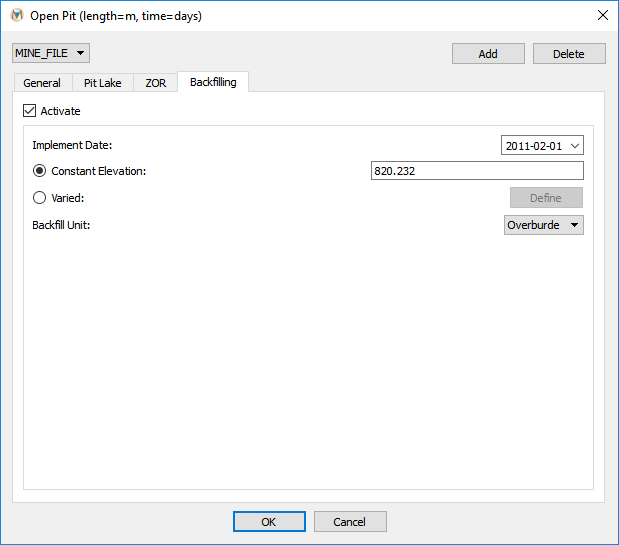 Open Pit (length=m, time=days)
MINE_FILE Add Delete
General Pit Lake ZOR Backfilling
Activate
Implement Date: 2011-02-01
Constant Elevation: 820.232
Varied: Define
Backfill Unit: Overburde
OK Cancel